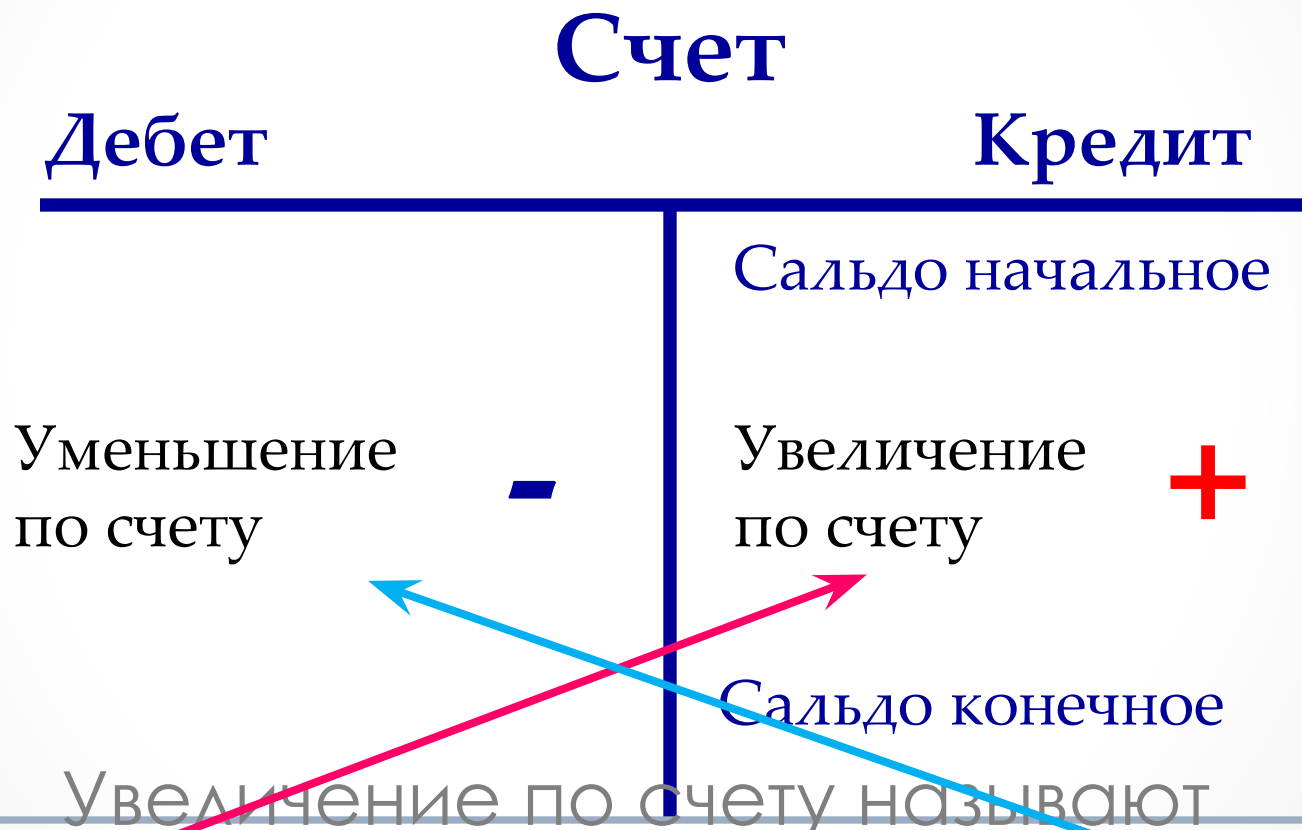 Счет
Дебет Кредит
Сальдо начальное
Уменьшение
по счету
-
Увеличение
по счету
+
Сальдо конечное
Увеличение по счету называют